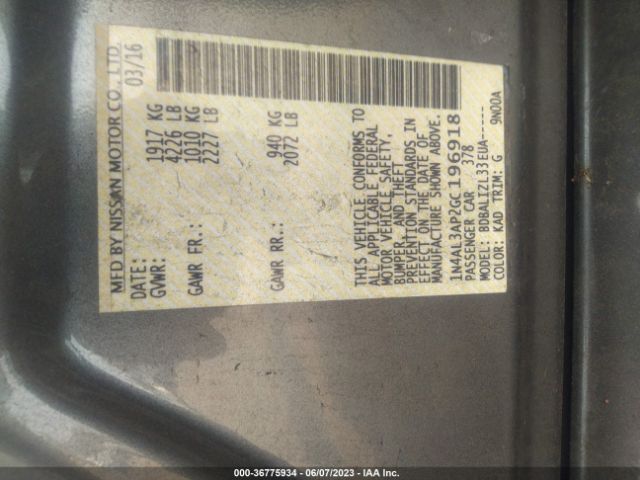 MFD BY NISSAN MOTOR CO., LTD.
DATE: 03/16
GVWR: 1917 KG
4226 LB
GAWR FR.: 1010 KG
2227 LB
GAWR RR.: 940 KG
2072 LB
THIS VEHICLE CONFORMS TO
ALL APPLICABLE FEDERAL
MOTOR VEHICLE SAFETY,
BUMPER, AND THEFT
PREVENTION STANDARDS IN
EFFECT ON THE DATE OF
MANUFACTURE SHOWN ABOVE.
1N4AL3AP2GC196918
PASSENGER CAR 378
MODEL: BDBALIZL33EUA-----
COLOR: KAD TRIM: G 9N00A
000-36775934 / 06/07/2023 - IAA Inc.